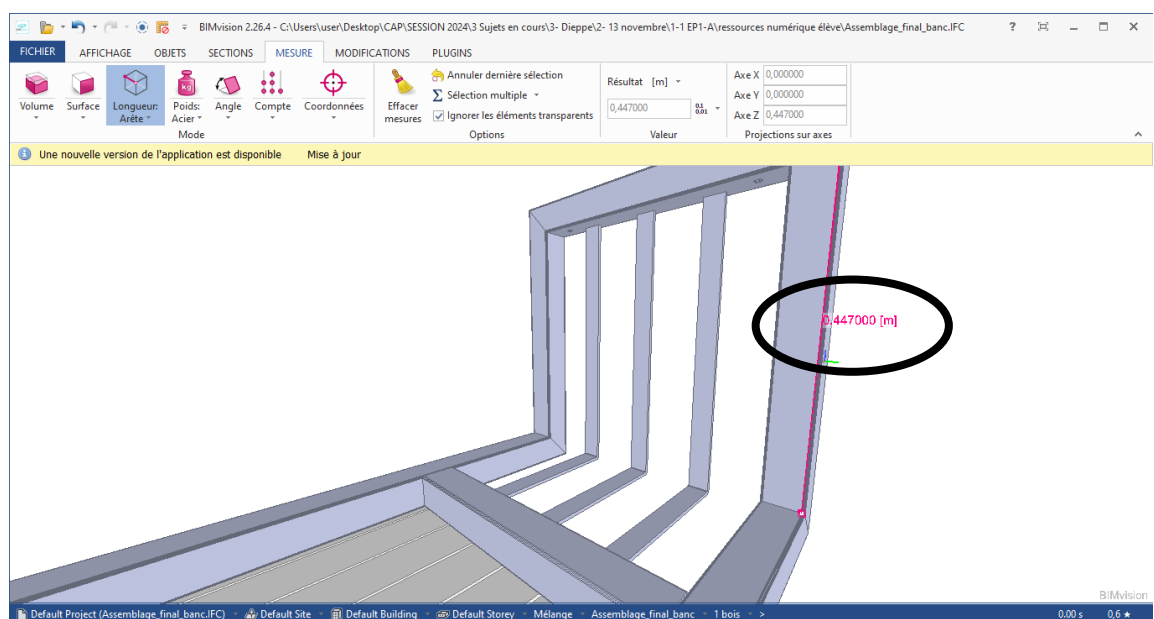 BIMvision 2.26.4 - C:\Users\user\Desktop\CAP\SESSION 2024\3 Sujets en cours\3- Dieppe\2- 13 novembre\1-1 EP1-A\ressources numérique élève\Assemblage_final_banc.IFC
FICHIER AFFICHAGE OBJETS SECTIONS MESURE MODIFICATIONS PLUGINS
Volume Surface Longueur: Arête Poids: Acier Angle Compte Coordonnées
Mode
Effacer mesures
Annuler dernière sélection
Σ Sélection multiple
Ignorer les éléments transparents
Options
Résultat [m]
0,447000
0.1
0.01
Valeur
Axe X 0,000000
Axe Y 0,000000
Axe Z 0,447000
Projections sur axes
Une nouvelle version de l'application est disponible Mise à jour
0,447000 [m]
BIMvision
Default Project (Assemblage_final_banc.IFC) Default Site Default Building Default Storey Mélange Assemblage_final_banc 1 bois > 0.00 s 0,6 ★